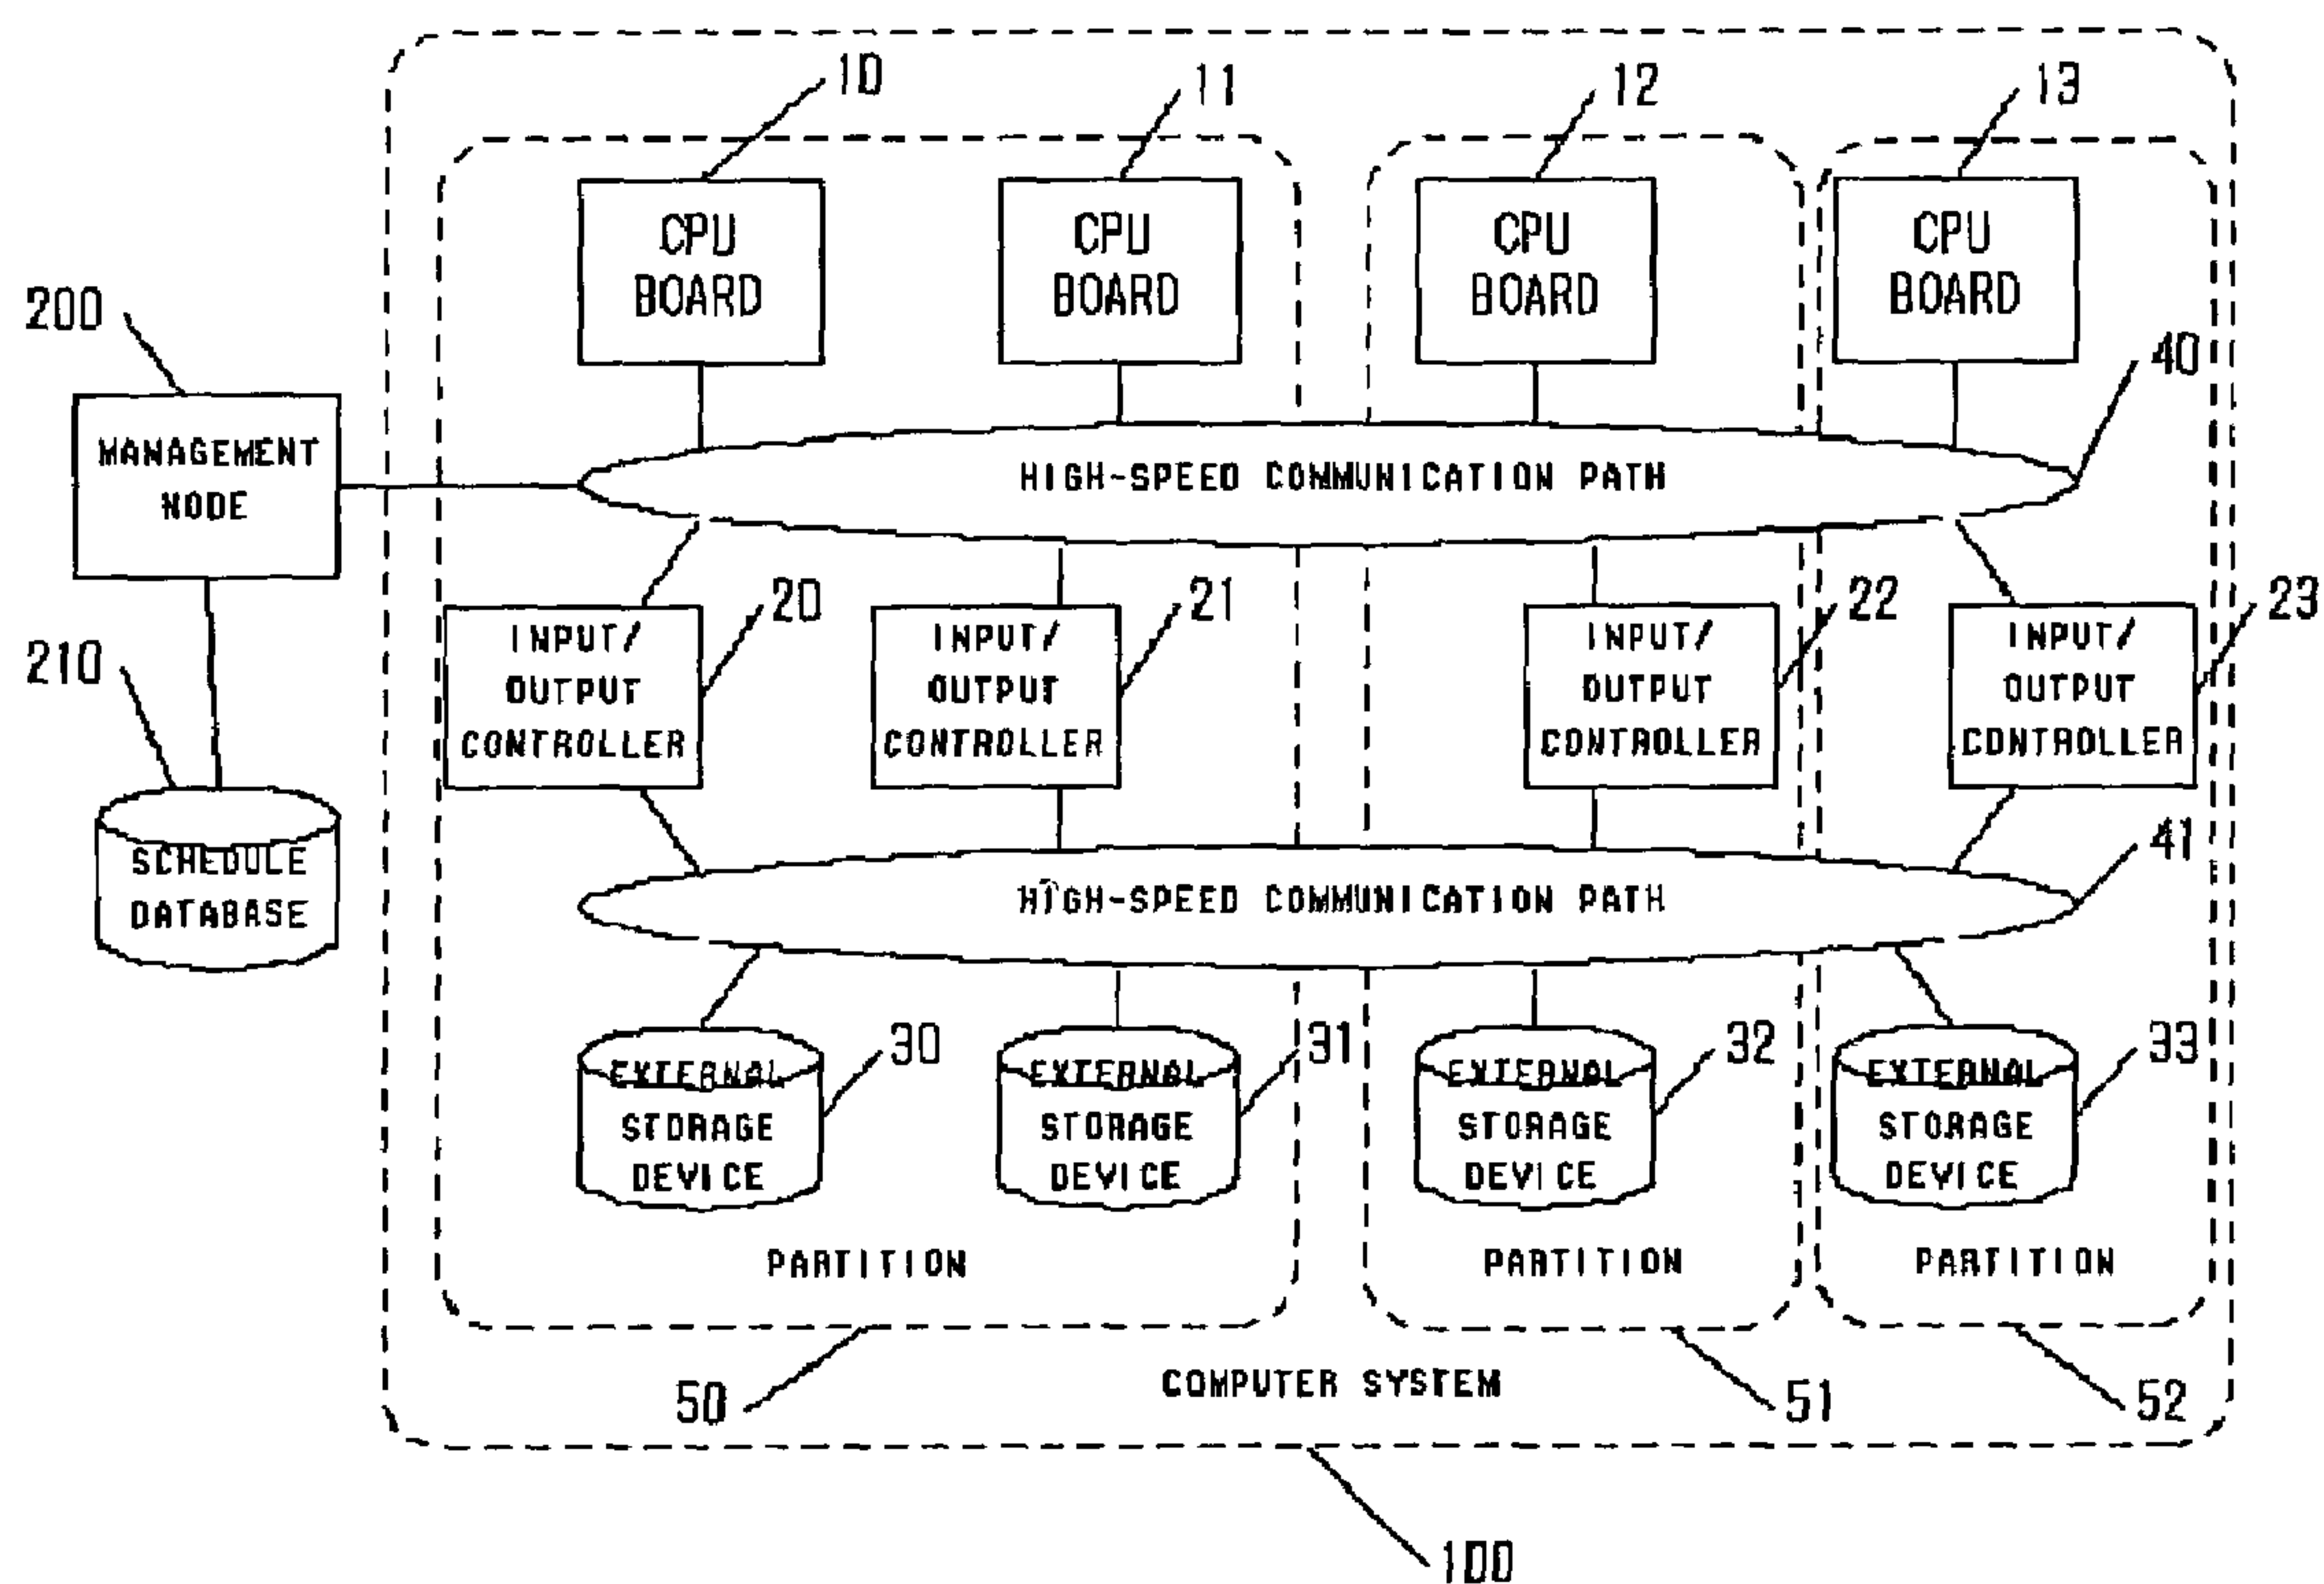 10
11
12
13
CPU
BOARD
CPU
BOARD
CPU
BOARD
CPU
BOARD
200
40
MANAGEMENT
NODE
HIGH-SPEED COMMUNICATION PATH
20
21
22
23
INPUT/
OUTPUT
CONTROLLER
INPUT/
OUTPUT
CONTROLLER
INPUT/
OUTPUT
CONTROLLER
INPUT/
OUTPUT
CONTROLLER
210
41
SCHEDULE
DATABASE
HIGH-SPEED COMMUNICATION PATH
30
31
32
33
EXTERNAL
STORAGE
DEVICE
EXTERNAL
STORAGE
DEVICE
EXTERNAL
STORAGE
DEVICE
EXTERNAL
STORAGE
DEVICE
PARTITION
PARTITION
PARTITION
50
COMPUTER SYSTEM
51
52
100